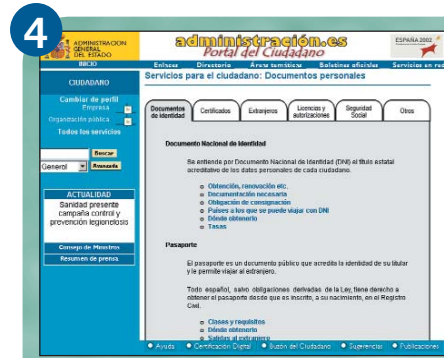 4
ADMINISTRACION
GENERAL
DEL ESTADO
administración.es
Portal del Ciudadano
ESPAÑA 2002
INICIO
Enlaces Directorio Áreas temáticas Boletines oficiales Servicios en red
CIUDADANO
Servicios para el ciudadano: Documentos personales
Cambiar de perfil
Empresa
Organización pública
Todos los servicios
Buscar
General Avanzada
ACTUALIDAD
Sanidad presente
campaña control y
prevención legionelosis
Consejo de Ministros
Resumen de prensa
Documentos
de identidad
Certificados
Extranjeros
Licencias y
autorizaciones
Seguridad
Social
Otros
Documento Nacional de Identidad
Se entiende por Documento Nacional de Identidad (DNI) el título estatal
acreditativo de los datos personales de cada ciudadano.
Obtención, renovación etc.
Documentación necesaria
Obligación de consignación
Países a los que se puede viajar con DNI
Dónde obtenerlo
Tasas
Pasaporte
El pasaporte es un documento público que acredita la identidad de su titular
y le permite viajar al extranjero.
Todo español, salvo obligaciones derivadas de la Ley, tiene derecho a
obtener el pasaporte desde que es inscrito, a su nacimiento, en el Registro
Civil.
Clases y requisitos
Dónde obtenerlo
Salidas al extranjero
Ayuda Certificación Digital Buzón del Ciudadano Sugerencias Publicaciones